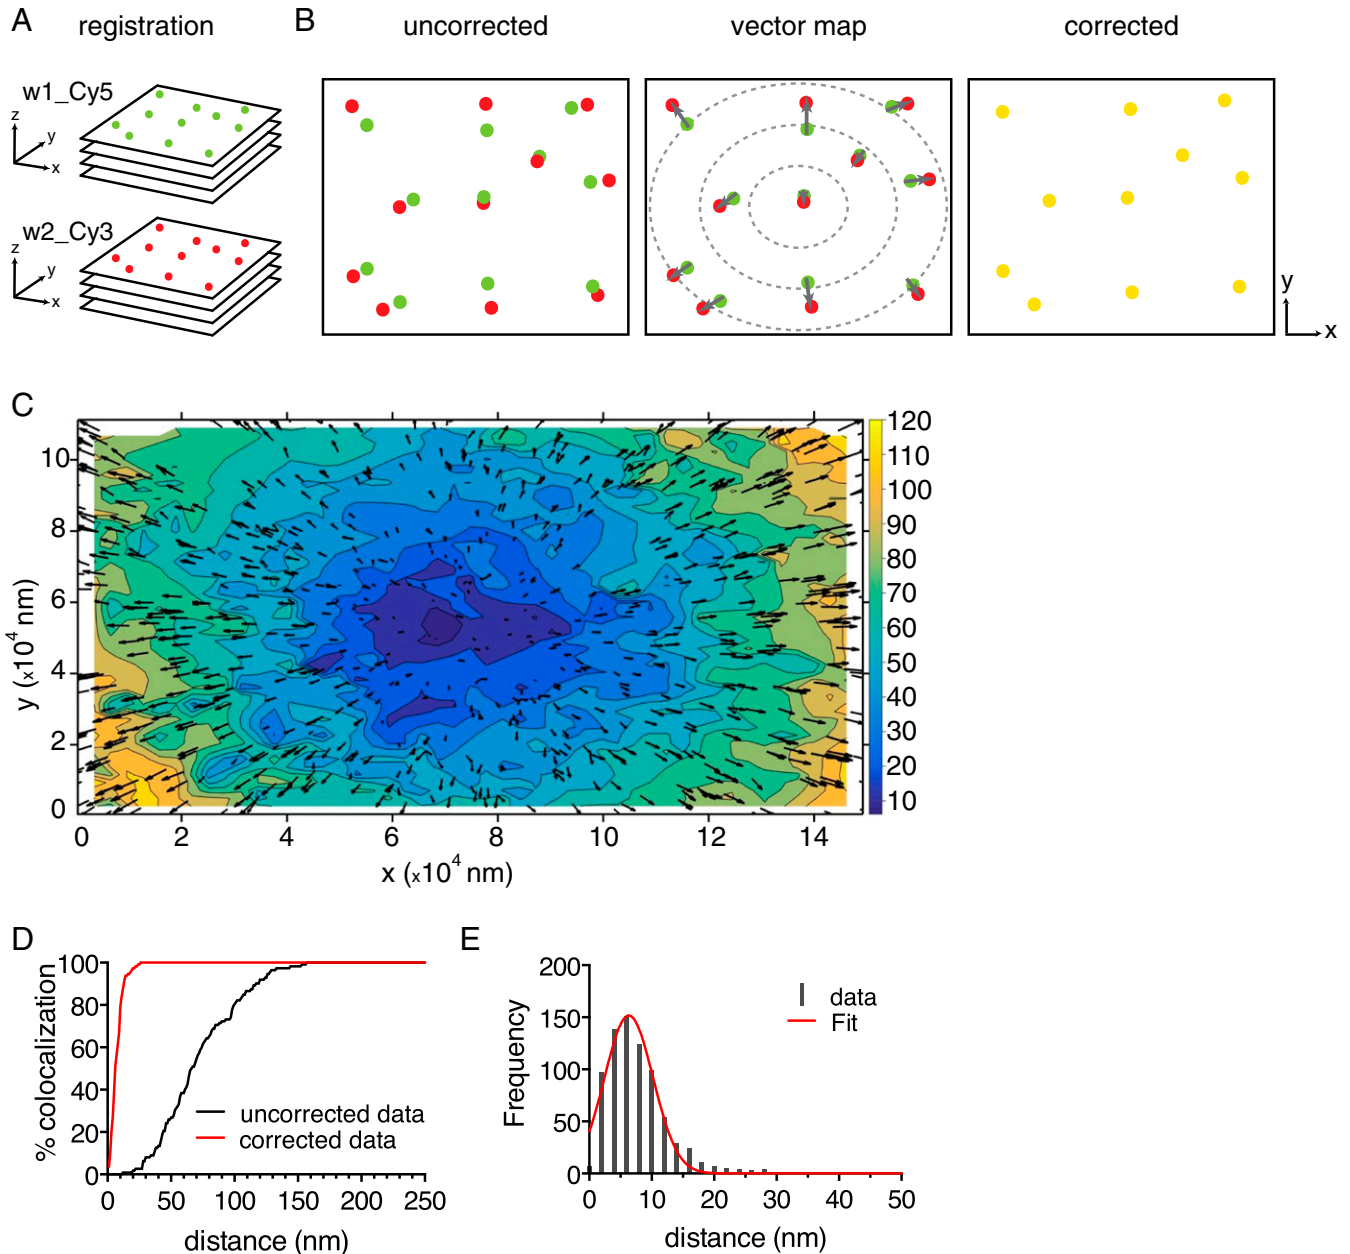 A registration
B uncorrected vector map corrected
w1_Cy5
z y x
w2_Cy3
z y x
y x
C
10 8 6 4 2 0
y (x10⁴ nm)
0 2 4 6 8 10 12 14
x (x10⁴ nm)
120
110
100
90
80
70
60
50
40
30
20
10
D
% colocalization
100
80
60
40
20
0
uncorrected data
corrected data
0 50 100 150 200 250
distance (nm)
E
Frequency
200
150
100
50
0
data
Fit
0 10 20 30 40 50
distance (nm)